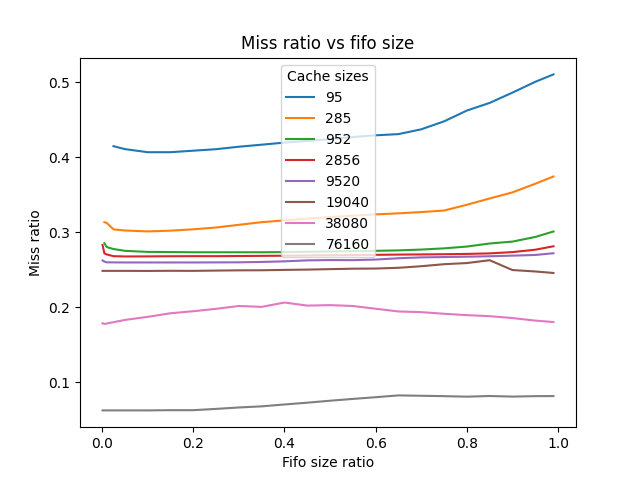 Miss ratio vs fifo size
Cache sizes
95
285
952
2856
9520
19040
38080
76160
0.5
0.4
0.3
0.2
0.1
Miss ratio
0.0 0.2 0.4 0.6 0.8 1.0
Fifo size ratio